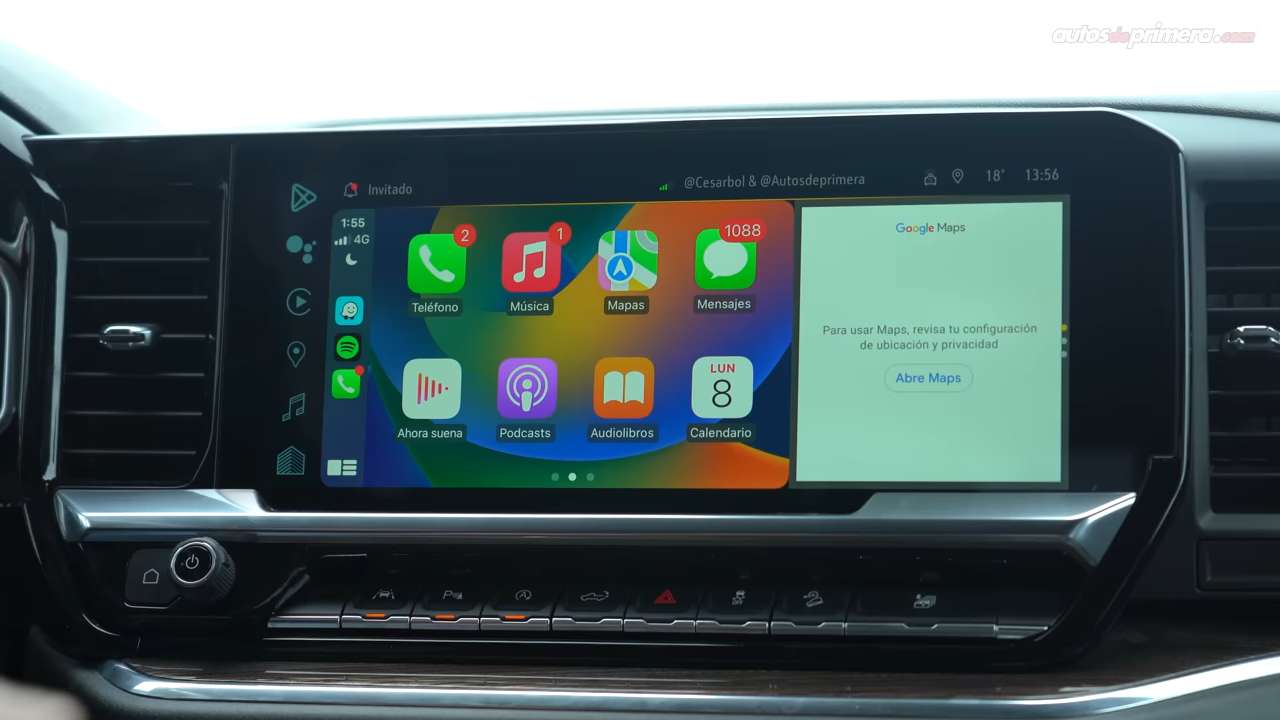 autosdeprimera.com
Invitado
@Cesarbol & @Autosdeprimera
18°
13:56
1:55
4G
2
1
1088
Teléfono
Música
Mapas
Mensajes
LUN
8
Ahora suena
Podcasts
Audiolibros
Calendario
Google Maps
Para usar Maps, revisa tu configuración
de ubicación y privacidad
Abre Maps
P
A
OFF